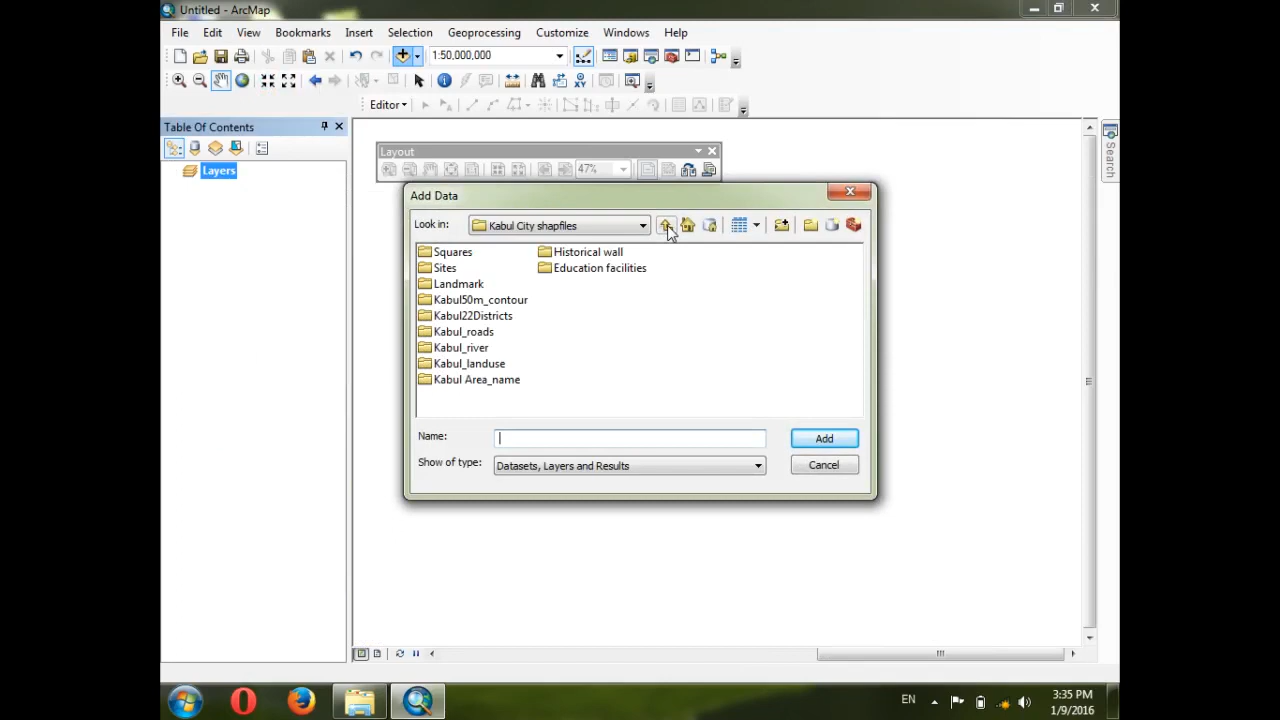 Untitled - ArcMap
File Edit View Bookmarks Insert Selection Geoprocessing Customize Windows Help
1:50,000,000
Editor
Table Of Contents
Layers
Layout
47%
Search
Add Data
Look in: Kabul City shapfiles
Squares Historical wall
Sites Education facilities
Landmark
Kabul50m_contour
Kabul22Districts
Kabul_roads
Kabul_river
Kabul_landuse
Kabul Area_name
Name: Add
Show of type: Datasets, Layers and Results Cancel
EN 3:35 PM
1/9/2016